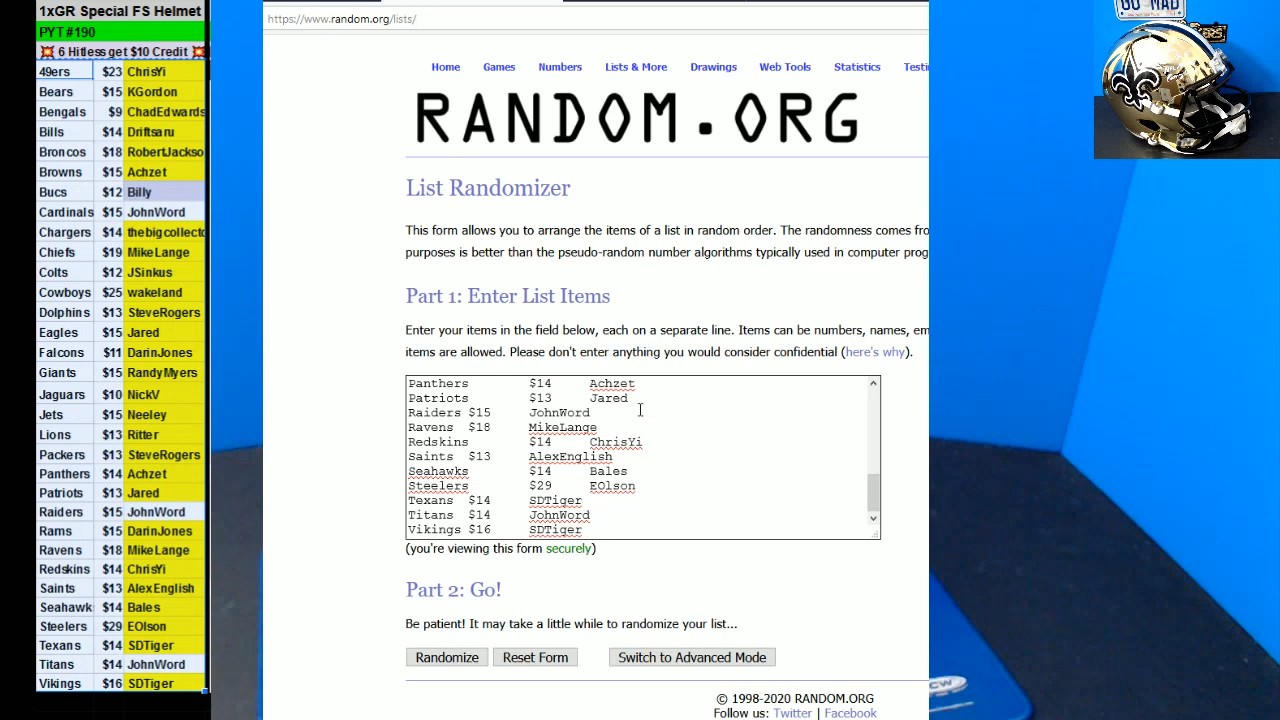 1xGR Special FS Helmet
PYT #190
💥 6 Hitless get $10 Credit 💥
49ers $23 ChrisYi
Bears $15 KGordon
Bengals $9 ChadEdwards
Bills $14 Driftsaru
Broncos $18 RobertJackso
Browns $15 Achzet
Bucs $12 Billy
Cardinals $15 JohnWord
Chargers $14 thebigcollecto
Chiefs $19 MikeLange
Colts $12 JSinkus
Cowboys $25 wakeland
Dolphins $13 SteveRogers
Eagles $15 Jared
Falcons $11 DarinJones
Giants $15 RandyMyers
Jaguars $10 NickV
Jets $15 Neeley
Lions $13 Ritter
Packers $13 SteveRogers
Panthers $14 Achzet
Patriots $13 Jared
Raiders $15 JohnWord
Rams $15 DarinJones
Ravens $18 MikeLange
Redskins $14 ChrisYi
Saints $13 AlexEnglish
Seahawk $14 Bales
Steelers $29 EOlson
Texans $14 SDTiger
Titans $14 JohnWord
Vikings $16 SDTiger
https://www.random.org/lists/
Home Games Numbers Lists & More Drawings Web Tools Statistics Testi
RANDOM.ORG
List Randomizer
This form allows you to arrange the items of a list in random order. The randomness comes fro
purposes is better than the pseudo-random number algorithms typically used in computer prog
Part 1: Enter List Items
Enter your items in the field below, each on a separate line. Items can be numbers, names, em
items are allowed. Please don't enter anything you would consider confidential (here's why).
Panthers $14 Achzet
Patriots $13 Jared
Raiders $15 JohnWord
Ravens $18 MikeLange
Redskins $14 ChrisYi
Saints $13 AlexEnglish
Seahawks $14 Bales
Steelers $29 EOlson
Texans $14 SDTiger
Titans $14 JohnWord
Vikings $16 SDTiger
(you're viewing this form securely)
Part 2: Go!
Be patient! It may take a little while to randomize your list...
Randomize Reset Form Switch to Advanced Mode
© 1998-2020 RANDOM.ORG
Follow us: Twitter | Facebook
GO MAD